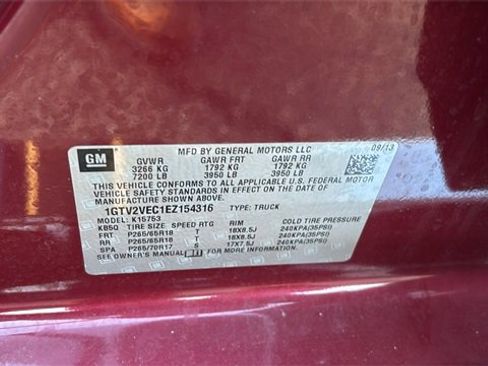 GM
MFD BY GENERAL MOTORS LLC 09/13
GVWR GAWR FRT GAWR RR
3266 KG 1792 KG 1792 KG
7200 LB 3950 LB 3950 LB
THIS VEHICLE CONFORMS TO ALL APPLICABLE U.S. FEDERAL MOTOR
VEHICLE SAFETY STANDARDS IN EFFECT ON THE DATE OF
MANUFACTURE SHOWN ABOVE.
1GTV2VEC1EZ154316 TYPE: TRUCK
MODEL: K15753
TIRE SIZE SPEED RTG RIM COLD TIRE PRESSURE
FRT P265/65R18 T 18X8.5J 240KPA(35PSI)
RR P265/65R18 T 18X8.5J 240KPA(35PSI)
SPA P265/70R17 S 17X7.5J 240KPA(35PSI)
SEE OWNER'S MANUAL FOR MORE INFORMATION.